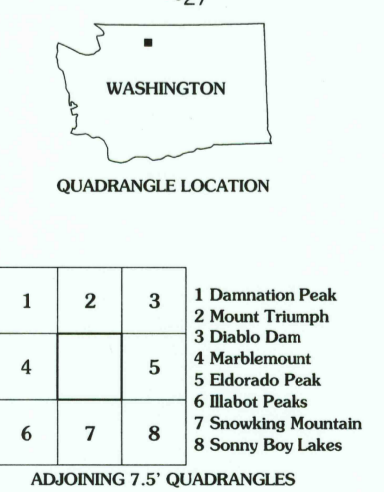 WASHINGTON
QUADRANGLE LOCATION
1 2 3
4 5
6 7 8
1 Damnation Peak
2 Mount Triumph
3 Diablo Dam
4 Marblemount
5 Eldorado Peak
6 Illabot Peaks
7 Snowking Mountain
8 Sonny Boy Lakes
ADJOINING 7.5' QUADRANGLES